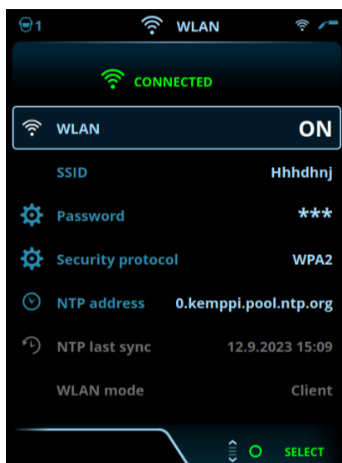 1 WLAN
CONNECTED
WLAN ON
SSID Hhhdhnj
Password ***
Security protocol WPA2
NTP address 0.kemppi.pool.ntp.org
NTP last sync 12.9.2023 15:09
WLAN mode Client
SELECT